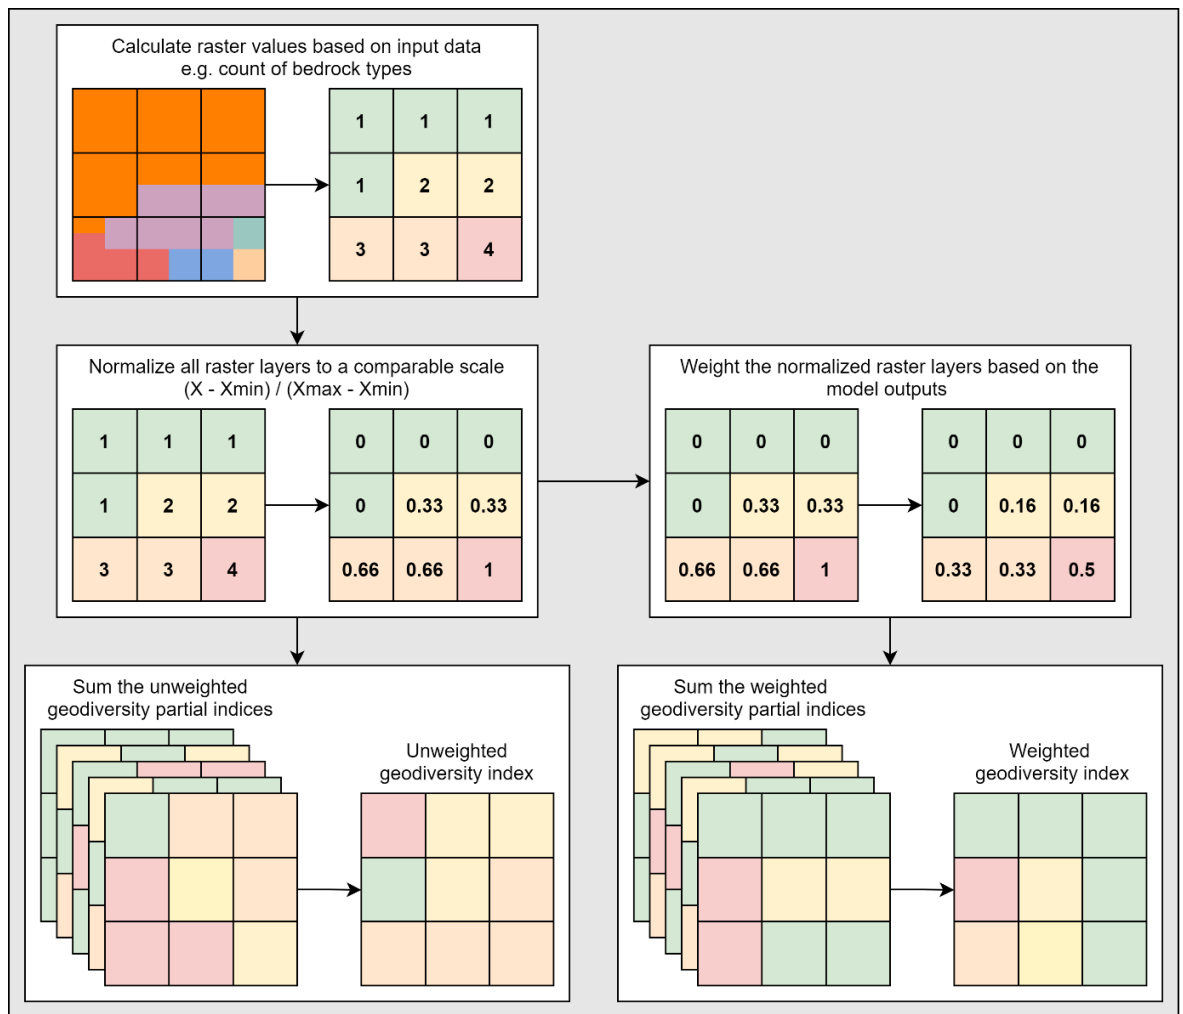 Calculate raster values based on input data
e.g. count of bedrock types
1 1 1
1 2 2
3 3 4
Normalize all raster layers to a comparable scale
(X - Xmin) / (Xmax - Xmin)
1 1 1
1 2 2
3 3 4
0 0 0
0 0.33 0.33
0.66 0.66 1
Weight the normalized raster layers based on the
model outputs
0 0 0
0 0.33 0.33
0.66 0.66 1
0 0 0
0 0.16 0.16
0.33 0.33 0.5
Sum the unweighted
geodiversity partial indices
Unweighted
geodiversity index
Sum the weighted
geodiversity partial indices
Weighted
geodiversity index